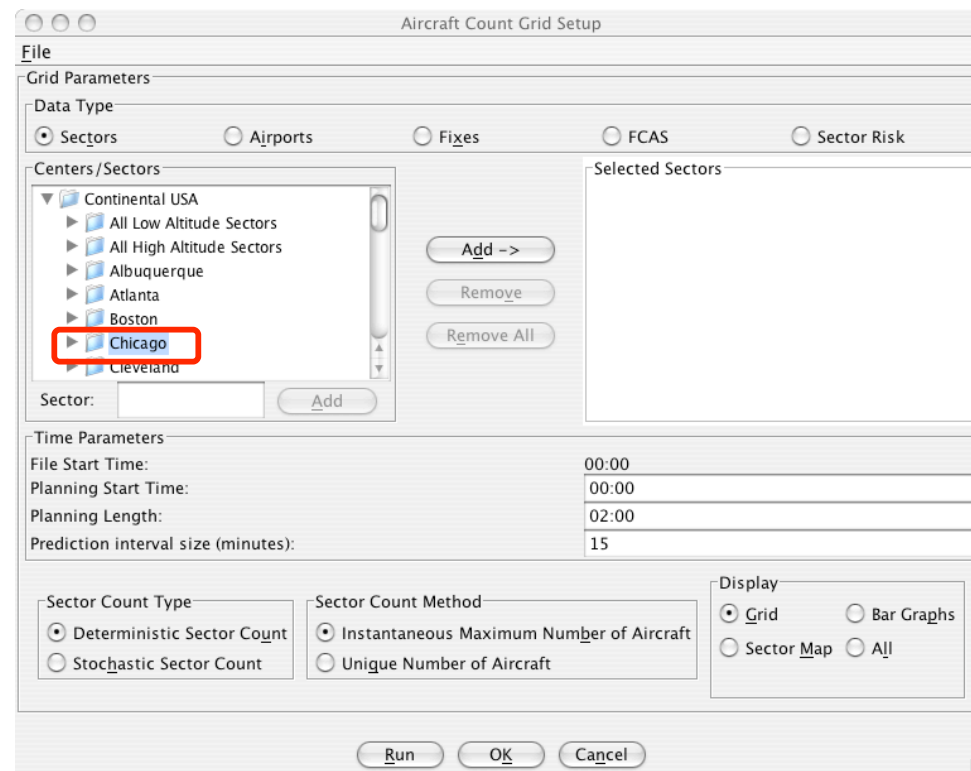 Aircraft Count Grid Setup
File
Grid Parameters
Data Type
Sectors Airports Fixes FCAS Sector Risk
Centers/Sectors
Continental USA
All Low Altitude Sectors
All High Altitude Sectors
Albuquerque
Atlanta
Boston
Chicago
Cleveland
Sector: Add
Add ->
Remove
Remove All
Selected Sectors
Time Parameters
File Start Time: 00:00
Planning Start Time: 00:00
Planning Length: 02:00
Prediction interval size (minutes): 15
Sector Count Type
Deterministic Sector Count
Stochastic Sector Count
Sector Count Method
Instantaneous Maximum Number of Aircraft
Unique Number of Aircraft
Display
Grid Bar Graphs
Sector Map All
Run OK Cancel